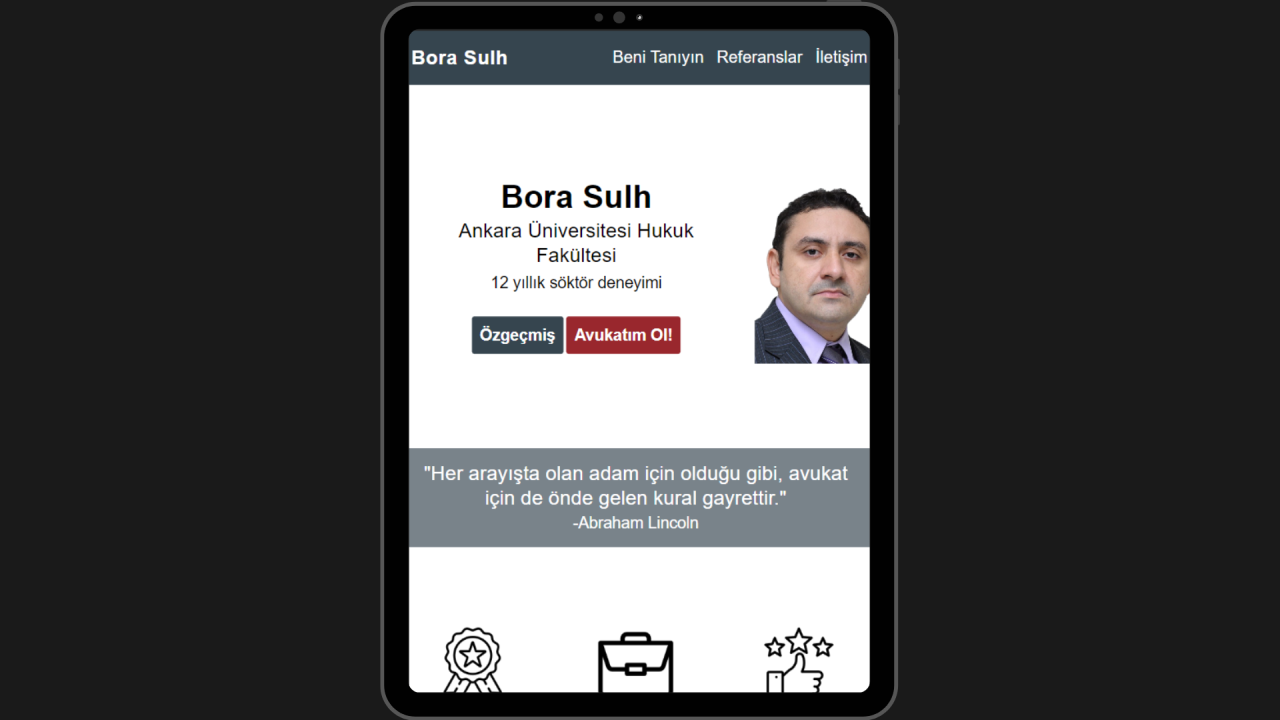 Bora Sulh
Beni Tanıyın Referanslar İletişim
Bora Sulh
Ankara Üniversitesi Hukuk
Fakültesi
12 yıllık söktör deneyimi
Özgeçmiş Avukatım Ol!
"Her arayışta olan adam için olduğu gibi, avukat
için de önde gelen kural gayrettir."
-Abraham Lincoln